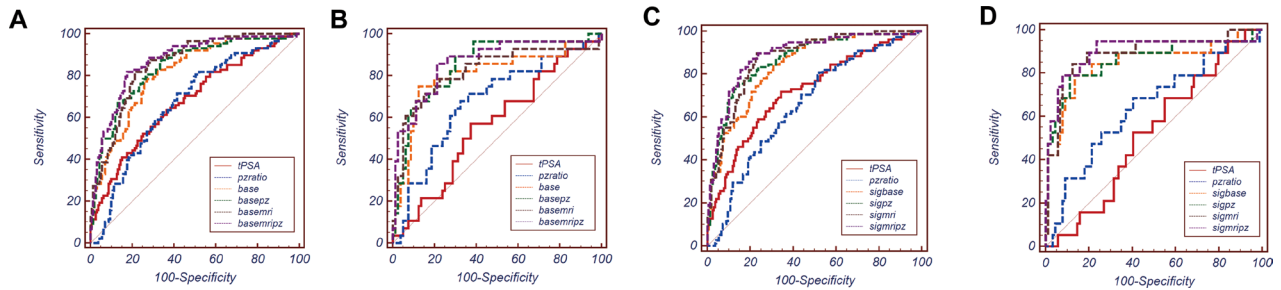 A
100
80
60
40
20
0
Sensitivity
0 20 40 60 80 100
100-Specificity
tPSA
pzratio
base
basepz
basemri
basemripz
B
100
80
60
40
20
0
Sensitivity
0 20 40 60 80 100
100-Specificity
tPSA
pzratio
base
basepz
basemri
basemripz
C
100
80
60
40
20
0
Sensitivity
0 20 40 60 80 100
100-Specificity
tPSA
pzratio
sigbase
sigpz
sigmri
sigmripz
D
100
80
60
40
20
0
Sensitivity
0 20 40 60 80 100
100-Specificity
tPSA
pzratio
sigbase
sigpz
sigmri
sigmripz